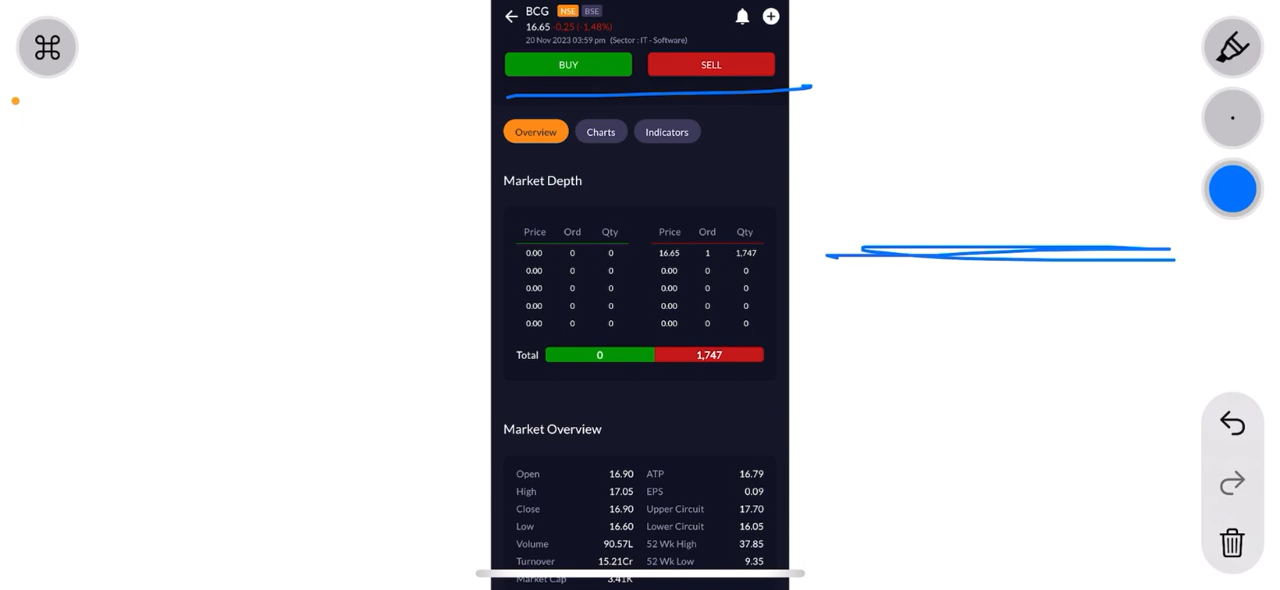 BCG NSE BSE
16.65 -0.25 (-1.48%)
20 Nov 2023 03:59 pm (Sector : IT - Software)
BUY SELL
Overview Charts Indicators
Market Depth
Price Ord Qty Price Ord Qty
0.00 0 0 16.65 1 1,747
0.00 0 0 0.00 0 0
0.00 0 0 0.00 0 0
0.00 0 0 0.00 0 0
0.00 0 0 0.00 0 0
Total 0 1,747
Market Overview
Open 16.90 ATP 16.79
High 17.05 EPS 0.09
Close 16.90 Upper Circuit 17.70
Low 16.60 Lower Circuit 16.05
Volume 90.57L 52 Wk High 37.85
Turnover 15.21Cr 52 Wk Low 9.35
Market Cap 3.41K